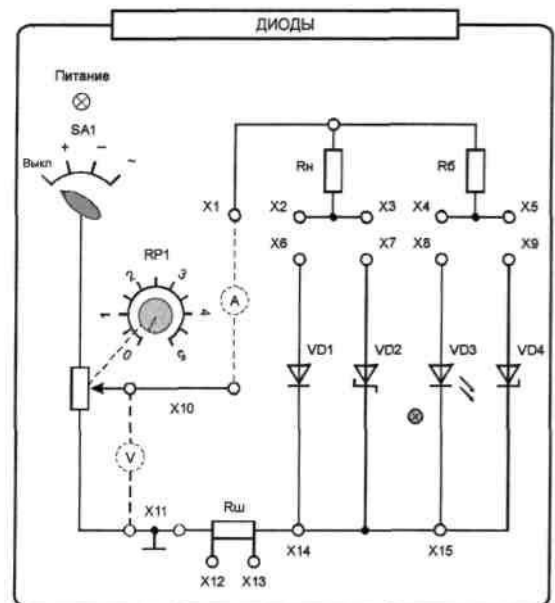 ДИОДЫ
Питание
SA1
Выкл + − ~
Rн Rб
X1 X2 X3 X4 X5
X6 X7 X8 X9
RP1
0 1 2 3 4 5
A
VD1 VD2 VD3 VD4
X10
V
X11 Rш
X14 X15
X12 X13